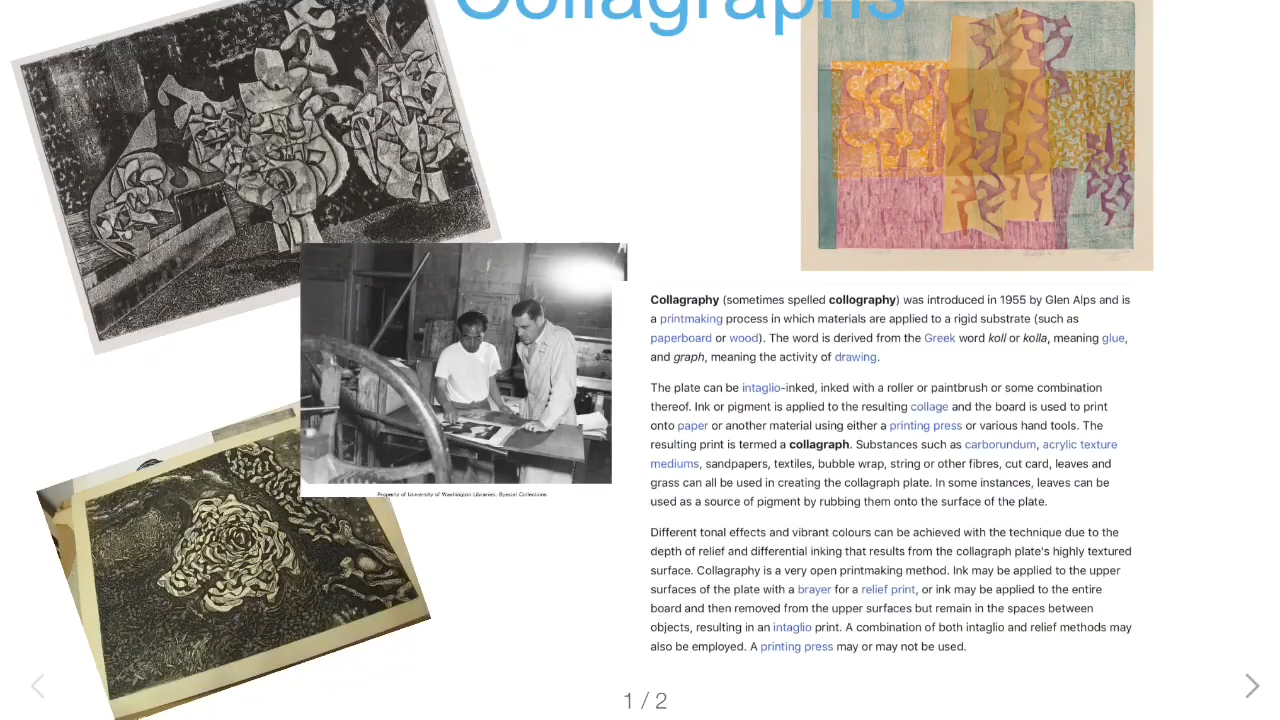 Collagraphs
Collagraphy (sometimes spelled collography) was introduced in 1955 by Glen Alps and is
a printmaking process in which materials are applied to a rigid substrate (such as
paperboard or wood). The word is derived from the Greek word koll or kolla, meaning glue,
and graph, meaning the activity of drawing.
The plate can be intaglio-inked, inked with a roller or paintbrush or some combination
thereof. Ink or pigment is applied to the resulting collage and the board is used to print
onto paper or another material using either a printing press or various hand tools. The
resulting print is termed a collagraph. Substances such as carborundum, acrylic texture
mediums, sandpapers, textiles, bubble wrap, string or other fibres, cut card, leaves and
grass can all be used in creating the collagraph plate. In some instances, leaves can be
used as a source of pigment by rubbing them onto the surface of the plate.
Different tonal effects and vibrant colours can be achieved with the technique due to the
depth of relief and differential inking that results from the collagraph plate's highly textured
surface. Collagraphy is a very open printmaking method. Ink may be applied to the upper
surfaces of the plate with a brayer for a relief print, or ink may be applied to the entire
board and then removed from the upper surfaces but remain in the spaces between
objects, resulting in an intaglio print. A combination of both intaglio and relief methods may
also be employed. A printing press may or may not be used.
Property of University of Washington Libraries, Special Collections
1 / 2